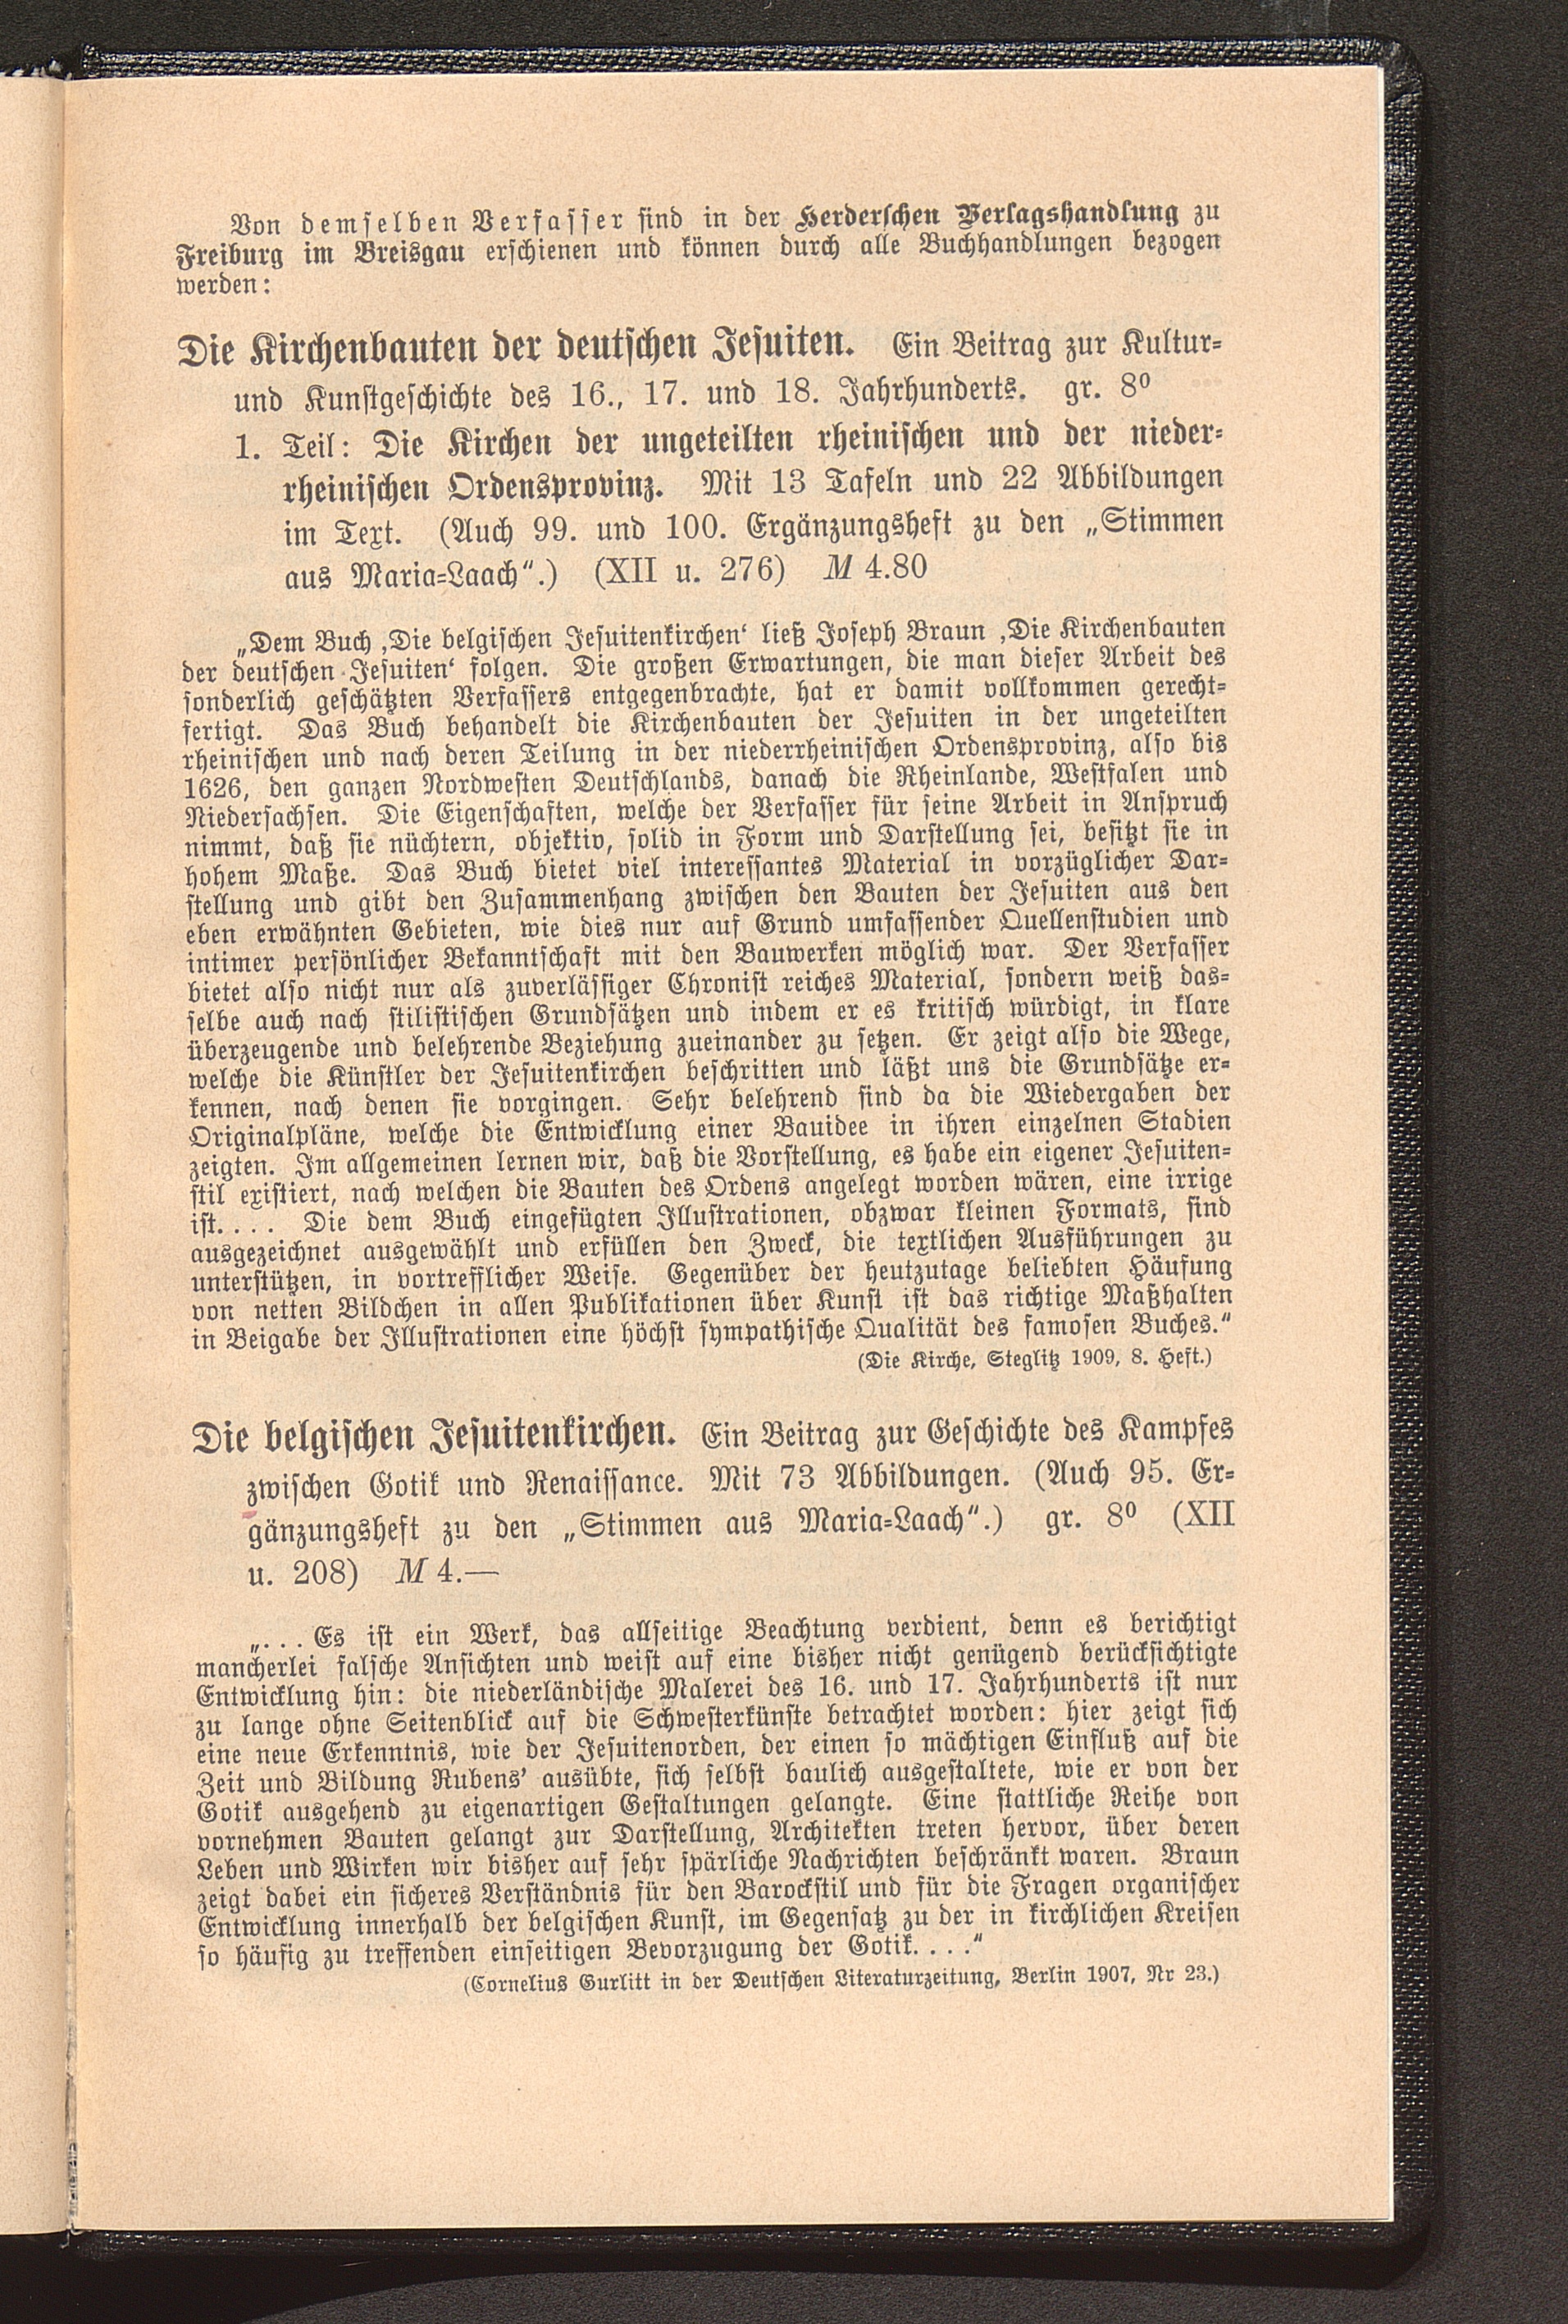 Von demselben Verfasser sind in der Herderschen Verlagshandlung zu
Freiburg im Breisgau erschienen und können durch alle Buchhandlungen bezogen
werden:
Die Kirchenbauten der deutschen Jesuiten. Ein Beitrag zur Kultur-
und Kunstgeschichte des 16., 17. und 18. Jahrhunderts. gr. 8⁰
1. Teil: Die Kirchen der ungeteilten rheinischen und der nieder-
rheinischen Ordensprovinz. Mit 13 Tafeln und 22 Abbildungen
im Text. (Auch 99. und 100. Ergänzungsheft zu den „Stimmen
aus Maria-Laach“.) (XII u. 276) M 4.80
„Dem Buch ‚Die belgischen Jesuitenkirchen‘ ließ Joseph Braun ‚Die Kirchenbauten
der deutschen Jesuiten‘ folgen. Die großen Erwartungen, die man dieser Arbeit des
sonderlich geschätzten Verfassers entgegenbrachte, hat er damit vollkommen gerecht-
fertigt. Das Buch behandelt die Kirchenbauten der Jesuiten in der ungeteilten
rheinischen und nach deren Teilung in der niederrheinischen Ordensprovinz, also bis
1626, den ganzen Nordwesten Deutschlands, danach die Rheinlande, Westfalen und
Niedersachsen. Die Eigenschaften, welche der Verfasser für seine Arbeit in Anspruch
nimmt, daß sie nüchtern, objektiv, solid in Form und Darstellung sei, besitzt sie in
hohem Maße. Das Buch bietet viel interessantes Material in vorzüglicher Dar-
stellung und gibt den Zusammenhang zwischen den Bauten der Jesuiten aus den
eben erwähnten Gebieten, wie dies nur auf Grund umfassender Quellenstudien und
intimer persönlicher Bekanntschaft mit den Bauwerken möglich war. Der Verfasser
bietet also nicht nur als zuverlässiger Chronist reiches Material, sondern weiß das-
selbe auch nach stilistischen Grundsätzen und indem er es kritisch würdigt, in klare
überzeugende und belehrende Beziehung zueinander zu setzen. Er zeigt also die Wege,
welche die Künstler der Jesuitenkirchen beschritten und läßt uns die Grundsätze er-
kennen, nach denen sie vorgingen. Sehr belehrend sind da die Wiedergaben der
Originalpläne, welche die Entwicklung einer Bauidee in ihren einzelnen Stadien
zeigten. Im allgemeinen lernen wir, daß die Vorstellung, es habe ein eigener Jesuiten-
stil existiert, nach welchen die Bauten des Ordens angelegt worden wären, eine irrige
ist. . . . Die dem Buch eingefügten Illustrationen, obzwar kleinen Formats, sind
ausgezeichnet ausgewählt und erfüllen den Zweck, die textlichen Ausführungen zu
unterstützen, in vortrefflicher Weise. Gegenüber der heutzutage beliebten Häufung
von netten Bildchen in allen Publikationen über Kunst ist das richtige Maßhalten
in Beigabe der Illustrationen eine höchst sympathische Qualität des famosen Buches.“
(Die Kirche, Steglitz 1909, 8. Heft.)
Die belgischen Jesuitenkirchen. Ein Beitrag zur Geschichte des Kampfes
zwischen Gotik und Renaissance. Mit 73 Abbildungen. (Auch 95. Er-
gänzungsheft zu den „Stimmen aus Maria-Laach“.) gr. 8⁰ (XII
u. 208) M 4.—
„. . . Es ist ein Werk, das allseitige Beachtung verdient, denn es berichtigt
mancherlei falsche Ansichten und weist auf eine bisher nicht genügend berücksichtigte
Entwicklung hin: die niederländische Malerei des 16. und 17. Jahrhunderts ist nur
zu lange ohne Seitenblick auf die Schwesterkünste betrachtet worden: hier zeigt sich
eine neue Erkenntnis, wie der Jesuitenorden, der einen so mächtigen Einfluß auf die
Zeit und Bildung Rubens’ ausübte, sich selbst baulich ausgestaltete, wie er von der
Gotik ausgehend zu eigenartigen Gestaltungen gelangte. Eine stattliche Reihe von
vornehmen Bauten gelangt zur Darstellung, Architekten treten hervor, über deren
Leben und Wirken wir bisher auf sehr spärliche Nachrichten beschränkt waren. Braun
zeigt dabei ein sicheres Verständnis für den Barockstil und für die Fragen organischer
Entwicklung innerhalb der belgischen Kunst, im Gegensatz zu der in kirchlichen Kreisen
so häufig zu treffenden einseitigen Bevorzugung der Gotik. . . .“
(Cornelius Gurlitt in der Deutschen Literaturzeitung, Berlin 1907, Nr 23.)